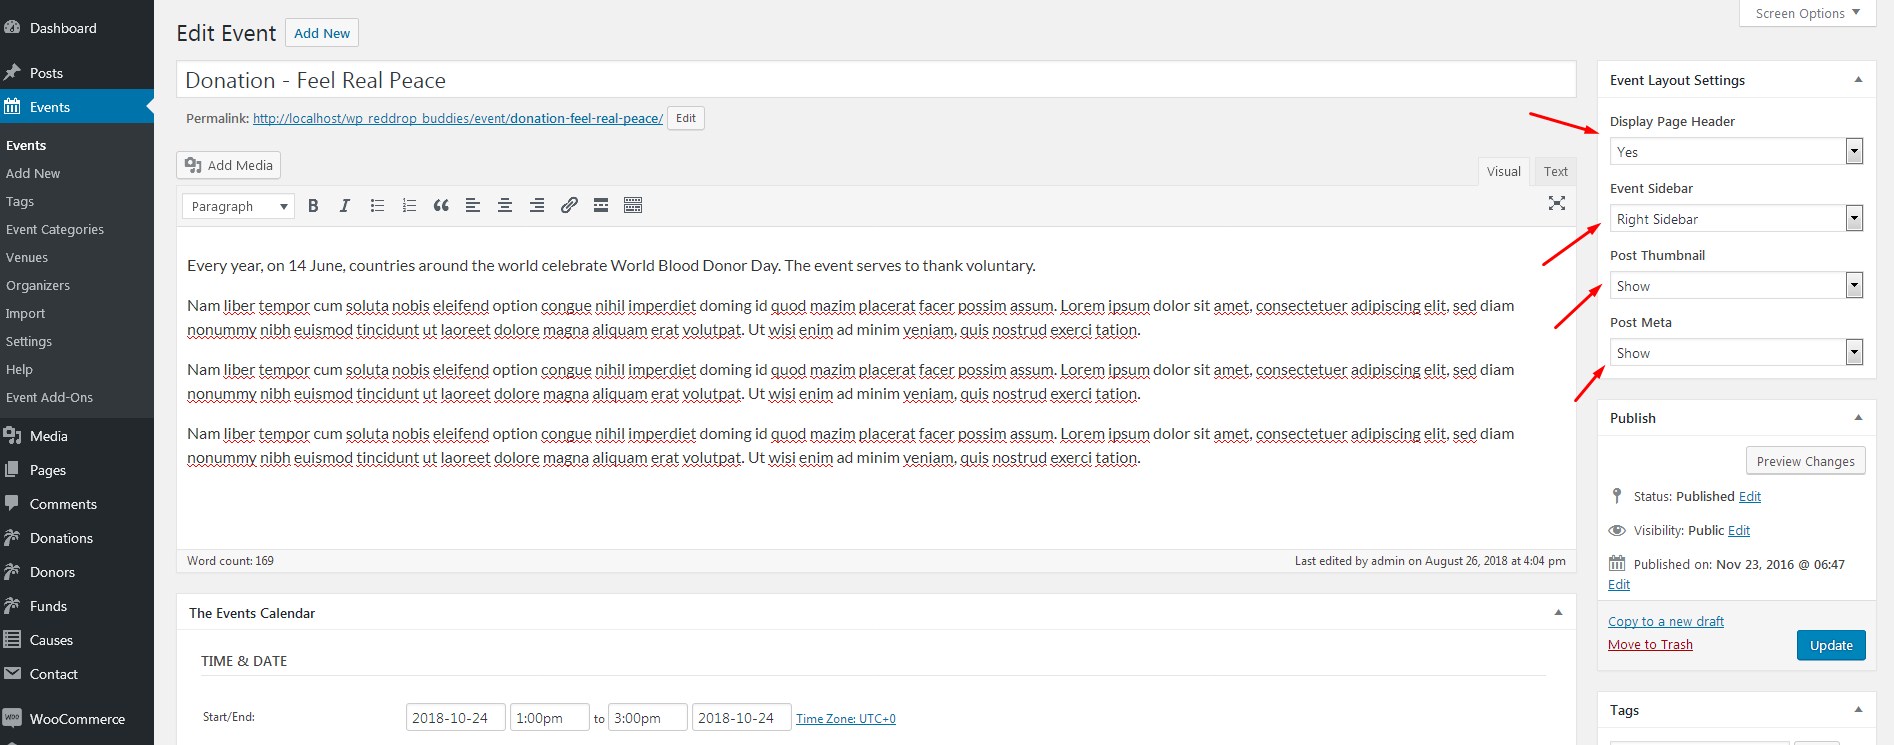 Dashboard
Posts
Events
Events
Add New
Tags
Event Categories
Venues
Organizers
Import
Settings
Help
Event Add-Ons
Media
Pages
Comments
Donations
Donors
Funds
Causes
Contact
WOO
WooCommerce
Screen Options
Edit Event Add New
Donation - Feel Real Peace
Permalink: http://localhost/wp_reddrop_buddies/event/donation-feel-real-peace/ Edit
Add Media
Visual Text
Paragraph
Every year, on 14 June, countries around the world celebrate World Blood Donor Day. The event serves to thank voluntary.
Nam liber tempor cum soluta nobis eleifend option congue nihil imperdiet doming id quod mazim placerat facer possim assum. Lorem ipsum dolor sit amet, consectetuer adipiscing elit, sed diam
nonummy nibh euismod tincidunt ut laoreet dolore magna aliquam erat volutpat. Ut wisi enim ad minim veniam, quis nostrud exerci tation.
Nam liber tempor cum soluta nobis eleifend option congue nihil imperdiet doming id quod mazim placerat facer possim assum. Lorem ipsum dolor sit amet, consectetuer adipiscing elit, sed diam
nonummy nibh euismod tincidunt ut laoreet dolore magna aliquam erat volutpat. Ut wisi enim ad minim veniam, quis nostrud exerci tation.
Nam liber tempor cum soluta nobis eleifend option congue nihil imperdiet doming id quod mazim placerat facer possim assum. Lorem ipsum dolor sit amet, consectetuer adipiscing elit, sed diam
nonummy nibh euismod tincidunt ut laoreet dolore magna aliquam erat volutpat. Ut wisi enim ad minim veniam, quis nostrud exerci tation.
Word count: 169 Last edited by admin on August 26, 2018 at 4:04 pm
The Events Calendar
TIME & DATE
Start/End: 2018-10-24 1:00pm to 3:00pm 2018-10-24 Time Zone: UTC+0
Event Layout Settings
Display Page Header
Yes
Event Sidebar
Right Sidebar
Post Thumbnail
Show
Post Meta
Show
Publish
Preview Changes
Status: Published Edit
Visibility: Public Edit
Published on: Nov 23, 2016 @ 06:47
Edit
Copy to a new draft
Move to Trash
Update
Tags